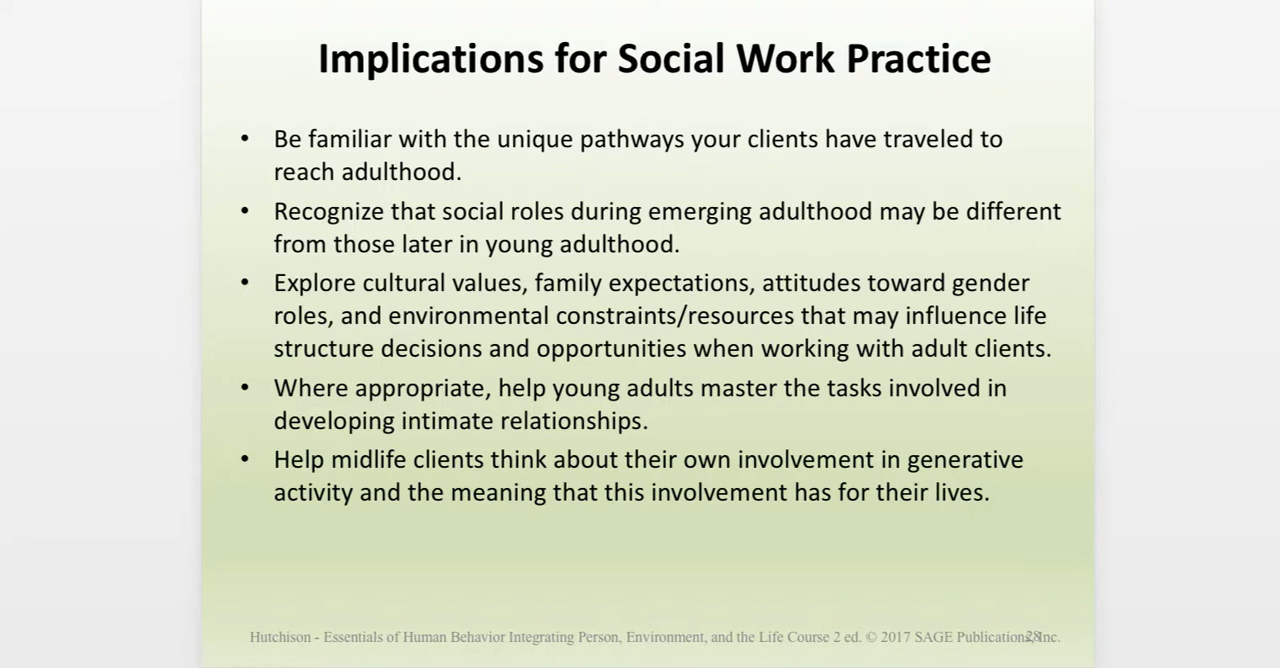 Implications for Social Work Practice
• Be familiar with the unique pathways your clients have traveled to
reach adulthood.
• Recognize that social roles during emerging adulthood may be different
from those later in young adulthood.
• Explore cultural values, family expectations, attitudes toward gender
roles, and environmental constraints/resources that may influence life
structure decisions and opportunities when working with adult clients.
• Where appropriate, help young adults master the tasks involved in
developing intimate relationships.
• Help midlife clients think about their own involvement in generative
activity and the meaning that this involvement has for their lives.
Hutchison - Essentials of Human Behavior Integrating Person, Environment, and the Life Course 2 ed. © 2017 SAGE Publications, Inc.
28